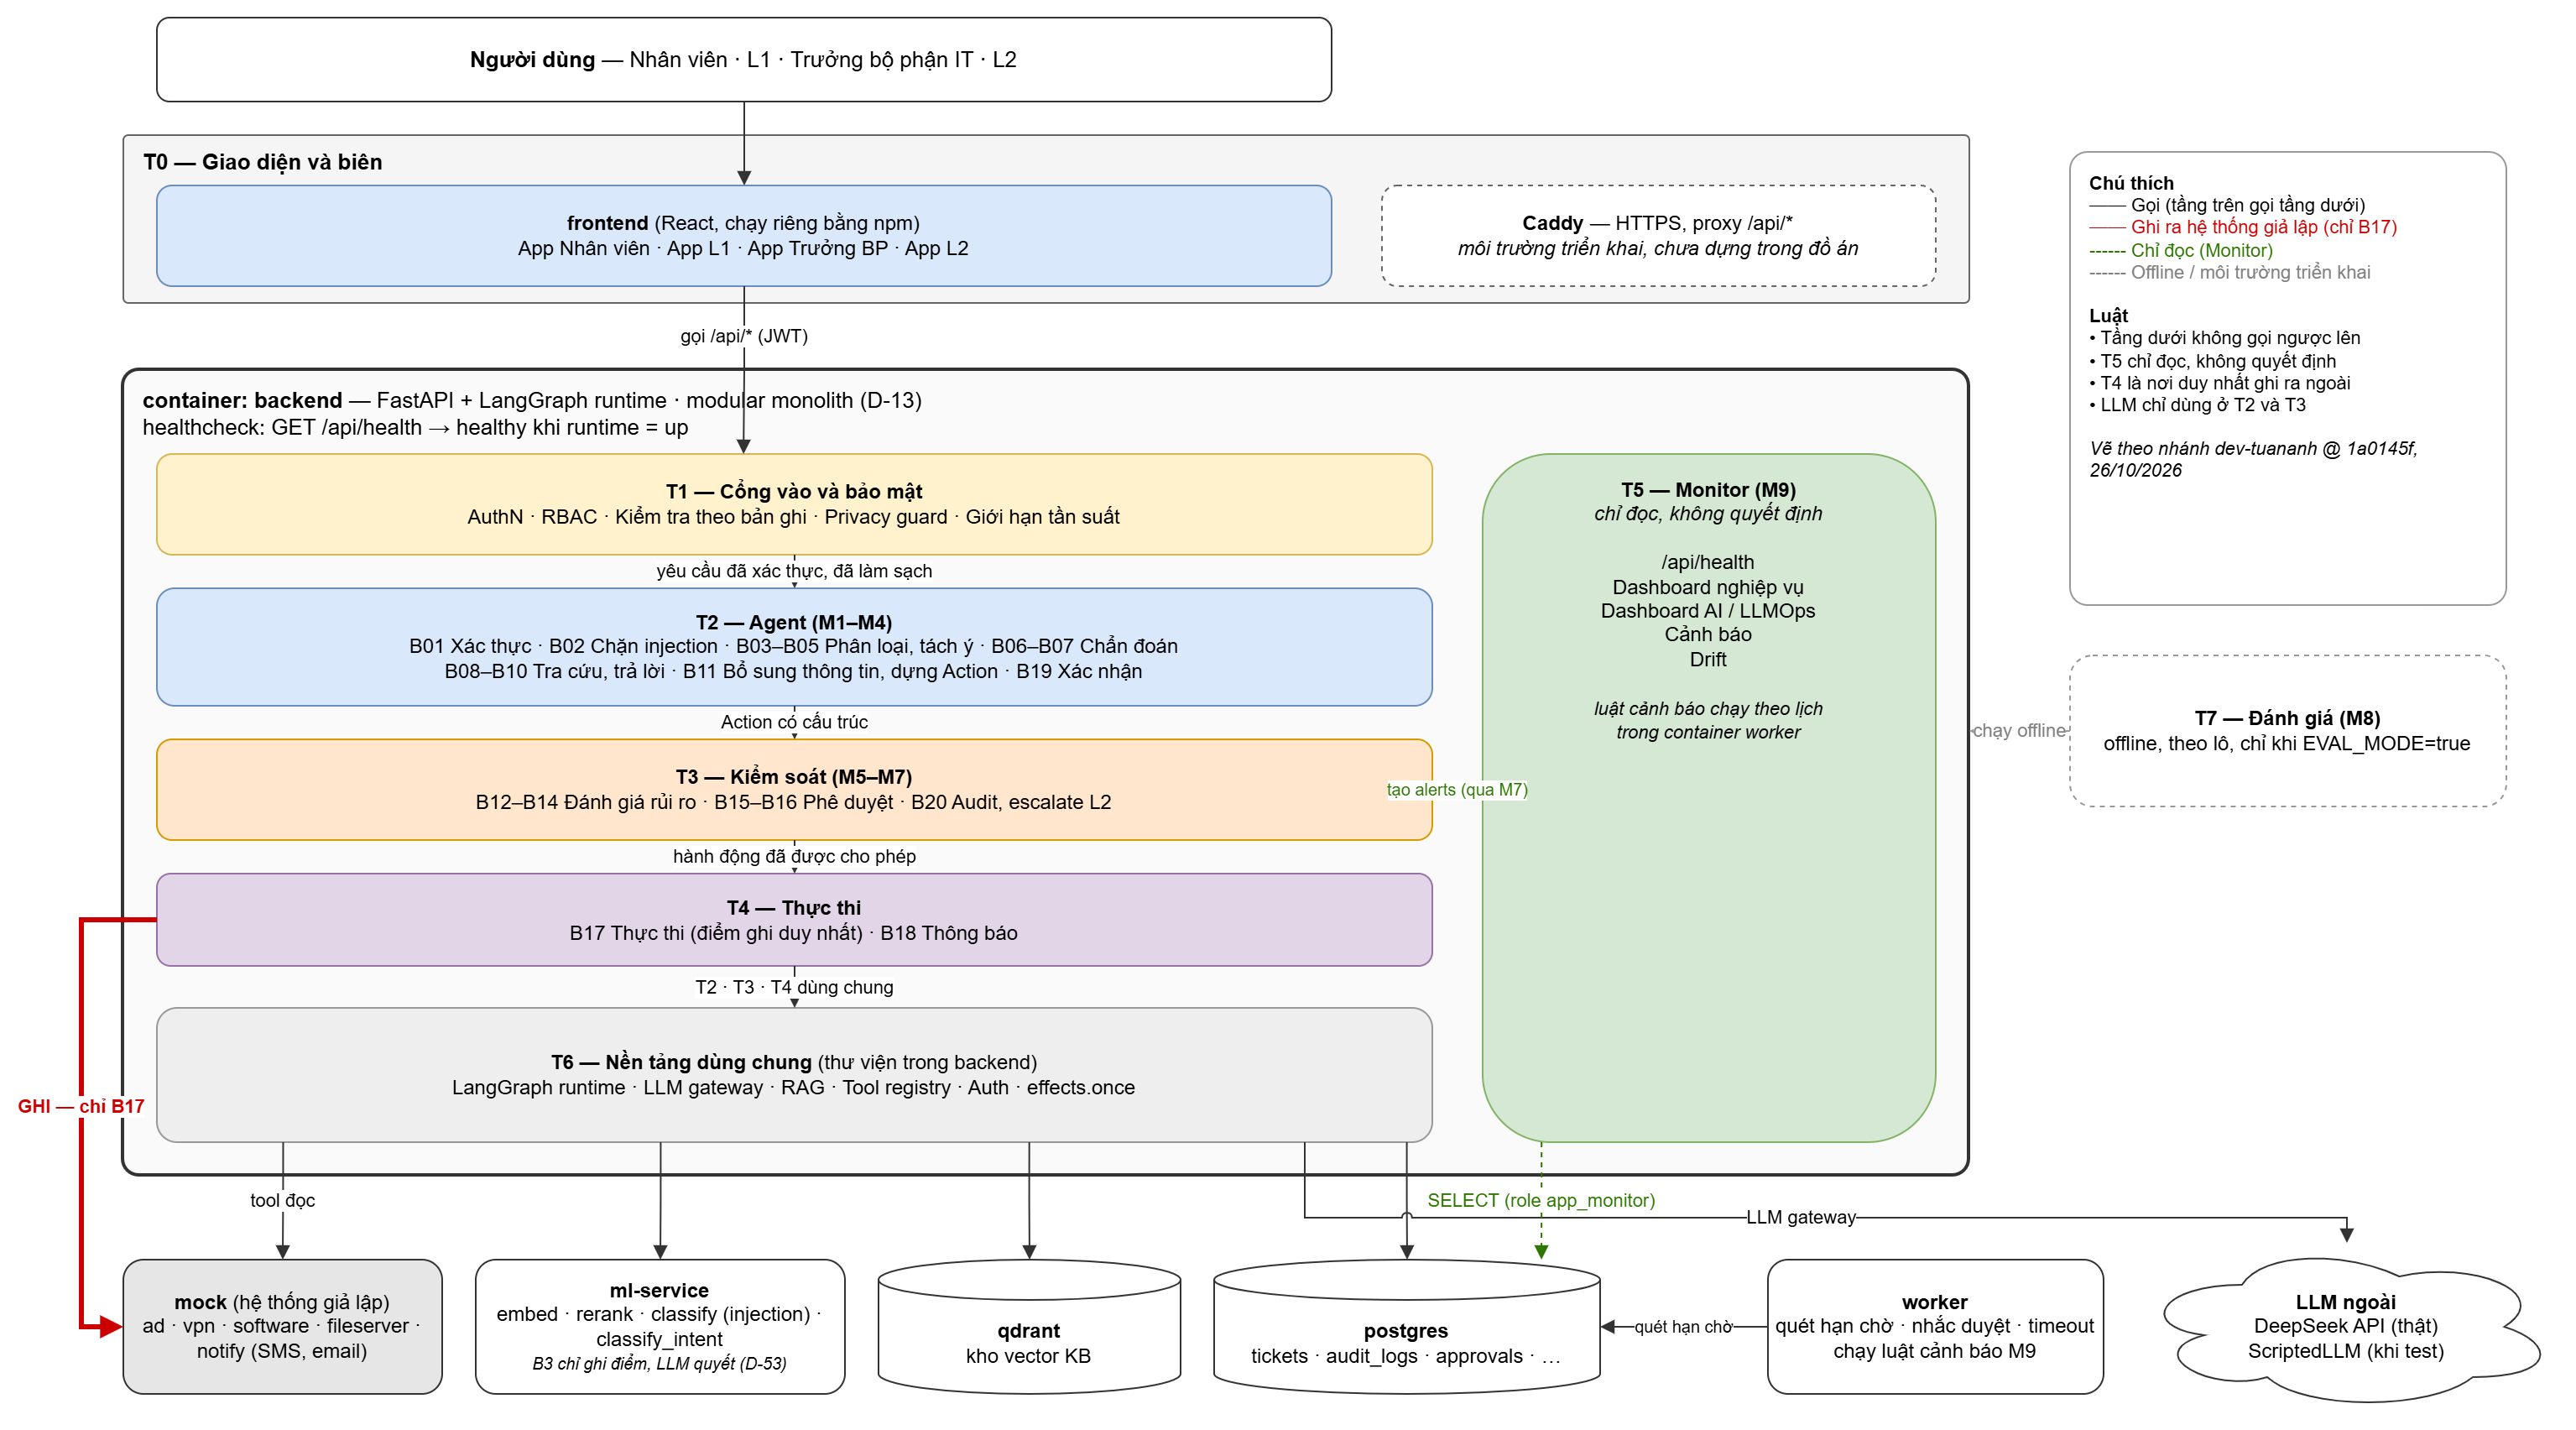 Người dùng — Nhân viên · L1 · Trưởng bộ phận IT · L2
T0 — Giao diện và biên
frontend (React, chạy riêng bằng npm)
App Nhân viên · App L1 · App Trưởng BP · App L2
Caddy — HTTPS, proxy /api/*
môi trường triển khai, chưa dựng trong đồ án
Chú thích
—— Gọi (tầng trên gọi tầng dưới)
—— Ghi ra hệ thống giả lập (chỉ B17)
------ Chỉ đọc (Monitor)
------ Offline / môi trường triển khai
Luật
• Tầng dưới không gọi ngược lên
• T5 chỉ đọc, không quyết định
• T4 là nơi duy nhất ghi ra ngoài
• LLM chỉ dùng ở T2 và T3
Vẽ theo nhánh dev-tuananh @ 1a0145f,
26/10/2026
gọi /api/* (JWT)
container: backend — FastAPI + LangGraph runtime · modular monolith (D-13)
healthcheck: GET /api/health → healthy khi runtime = up
T1 — Cổng vào và bảo mật
AuthN · RBAC · Kiểm tra theo bản ghi · Privacy guard · Giới hạn tần suất
yêu cầu đã xác thực, đã làm sạch
T2 — Agent (M1–M4)
B01 Xác thực · B02 Chặn injection · B03–B05 Phân loại, tách ý · B06–B07 Chẩn đoán
B08–B10 Tra cứu, trả lời · B11 Bổ sung thông tin, dựng Action · B19 Xác nhận
Action có cấu trúc
T3 — Kiểm soát (M5–M7)
B12–B14 Đánh giá rủi ro · B15–B16 Phê duyệt · B20 Audit, escalate L2
hành động đã được cho phép
T4 — Thực thi
B17 Thực thi (điểm ghi duy nhất) · B18 Thông báo
T2 · T3 · T4 dùng chung
T6 — Nền tảng dùng chung (thư viện trong backend)
LangGraph runtime · LLM gateway · RAG · Tool registry · Auth · effects.once
T5 — Monitor (M9)
chỉ đọc, không quyết định
/api/health
Dashboard nghiệp vụ
Dashboard AI / LLMOps
Cảnh báo
Drift
luật cảnh báo chạy theo lịch
trong container worker
tạo alerts (qua M7)
chạy offline
T7 — Đánh giá (M8)
offline, theo lô, chỉ khi EVAL_MODE=true
GHI — chỉ B17
tool đọc
SELECT (role app_monitor)
LLM gateway
mock (hệ thống giả lập)
ad · vpn · software · fileserver ·
notify (SMS, email)
ml-service
embed · rerank · classify (injection) ·
classify_intent
B3 chỉ ghi điểm, LLM quyết (D-53)
qdrant
kho vector KB
postgres
tickets · audit_logs · approvals · …
quét hạn chờ
worker
quét hạn chờ · nhắc duyệt · timeout
chạy luật cảnh báo M9
LLM ngoài
DeepSeek API (thật)
ScriptedLLM (khi test)